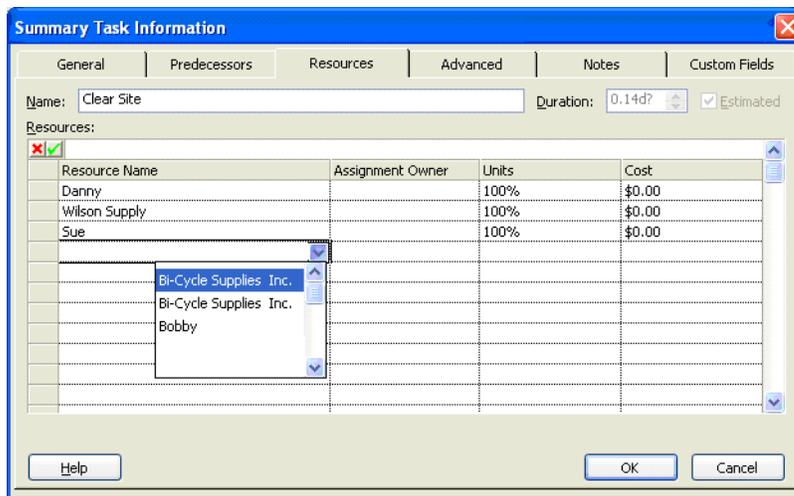 Summary Task Information
General Predecessors Resources Advanced Notes Custom Fields
Name: Clear Site Duration: 0.14d? Estimated
Resources:
Resource Name Assignment Owner Units Cost
Danny 100% $0.00
Wilson Supply 100% $0.00
Sue 100% $0.00
Bi-Cycle Supplies Inc.
Bi-Cycle Supplies Inc.
Bobby
Help OK Cancel